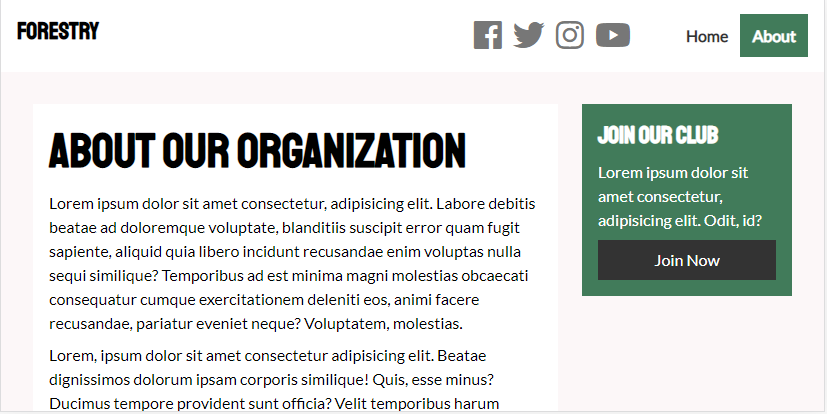 FORESTRY
Home
About
ABOUT OUR ORGANIZATION
Lorem ipsum dolor sit amet consectetur, adipisicing elit. Labore debitis
beatae ad doloremque voluptate, blanditiis suscipit error quam fugit
sapiente, aliquid quia libero incidunt recusandae enim voluptas nulla
sequi similique? Temporibus ad est minima magni molestias obcaecati
consequatur cumque exercitationem deleniti eos, animi facere
recusandae, pariatur eveniet neque? Voluptatem, molestias.
Lorem, ipsum dolor sit amet consectetur adipisicing elit. Beatae
dignissimos dolorum ipsam corporis similique! Quis, esse minus?
Ducimus tempore provident sunt officia? Velit temporibus harum
JOIN OUR CLUB
Lorem ipsum dolor sit
amet consectetur,
adipisicing elit. Odit, id?
Join Now